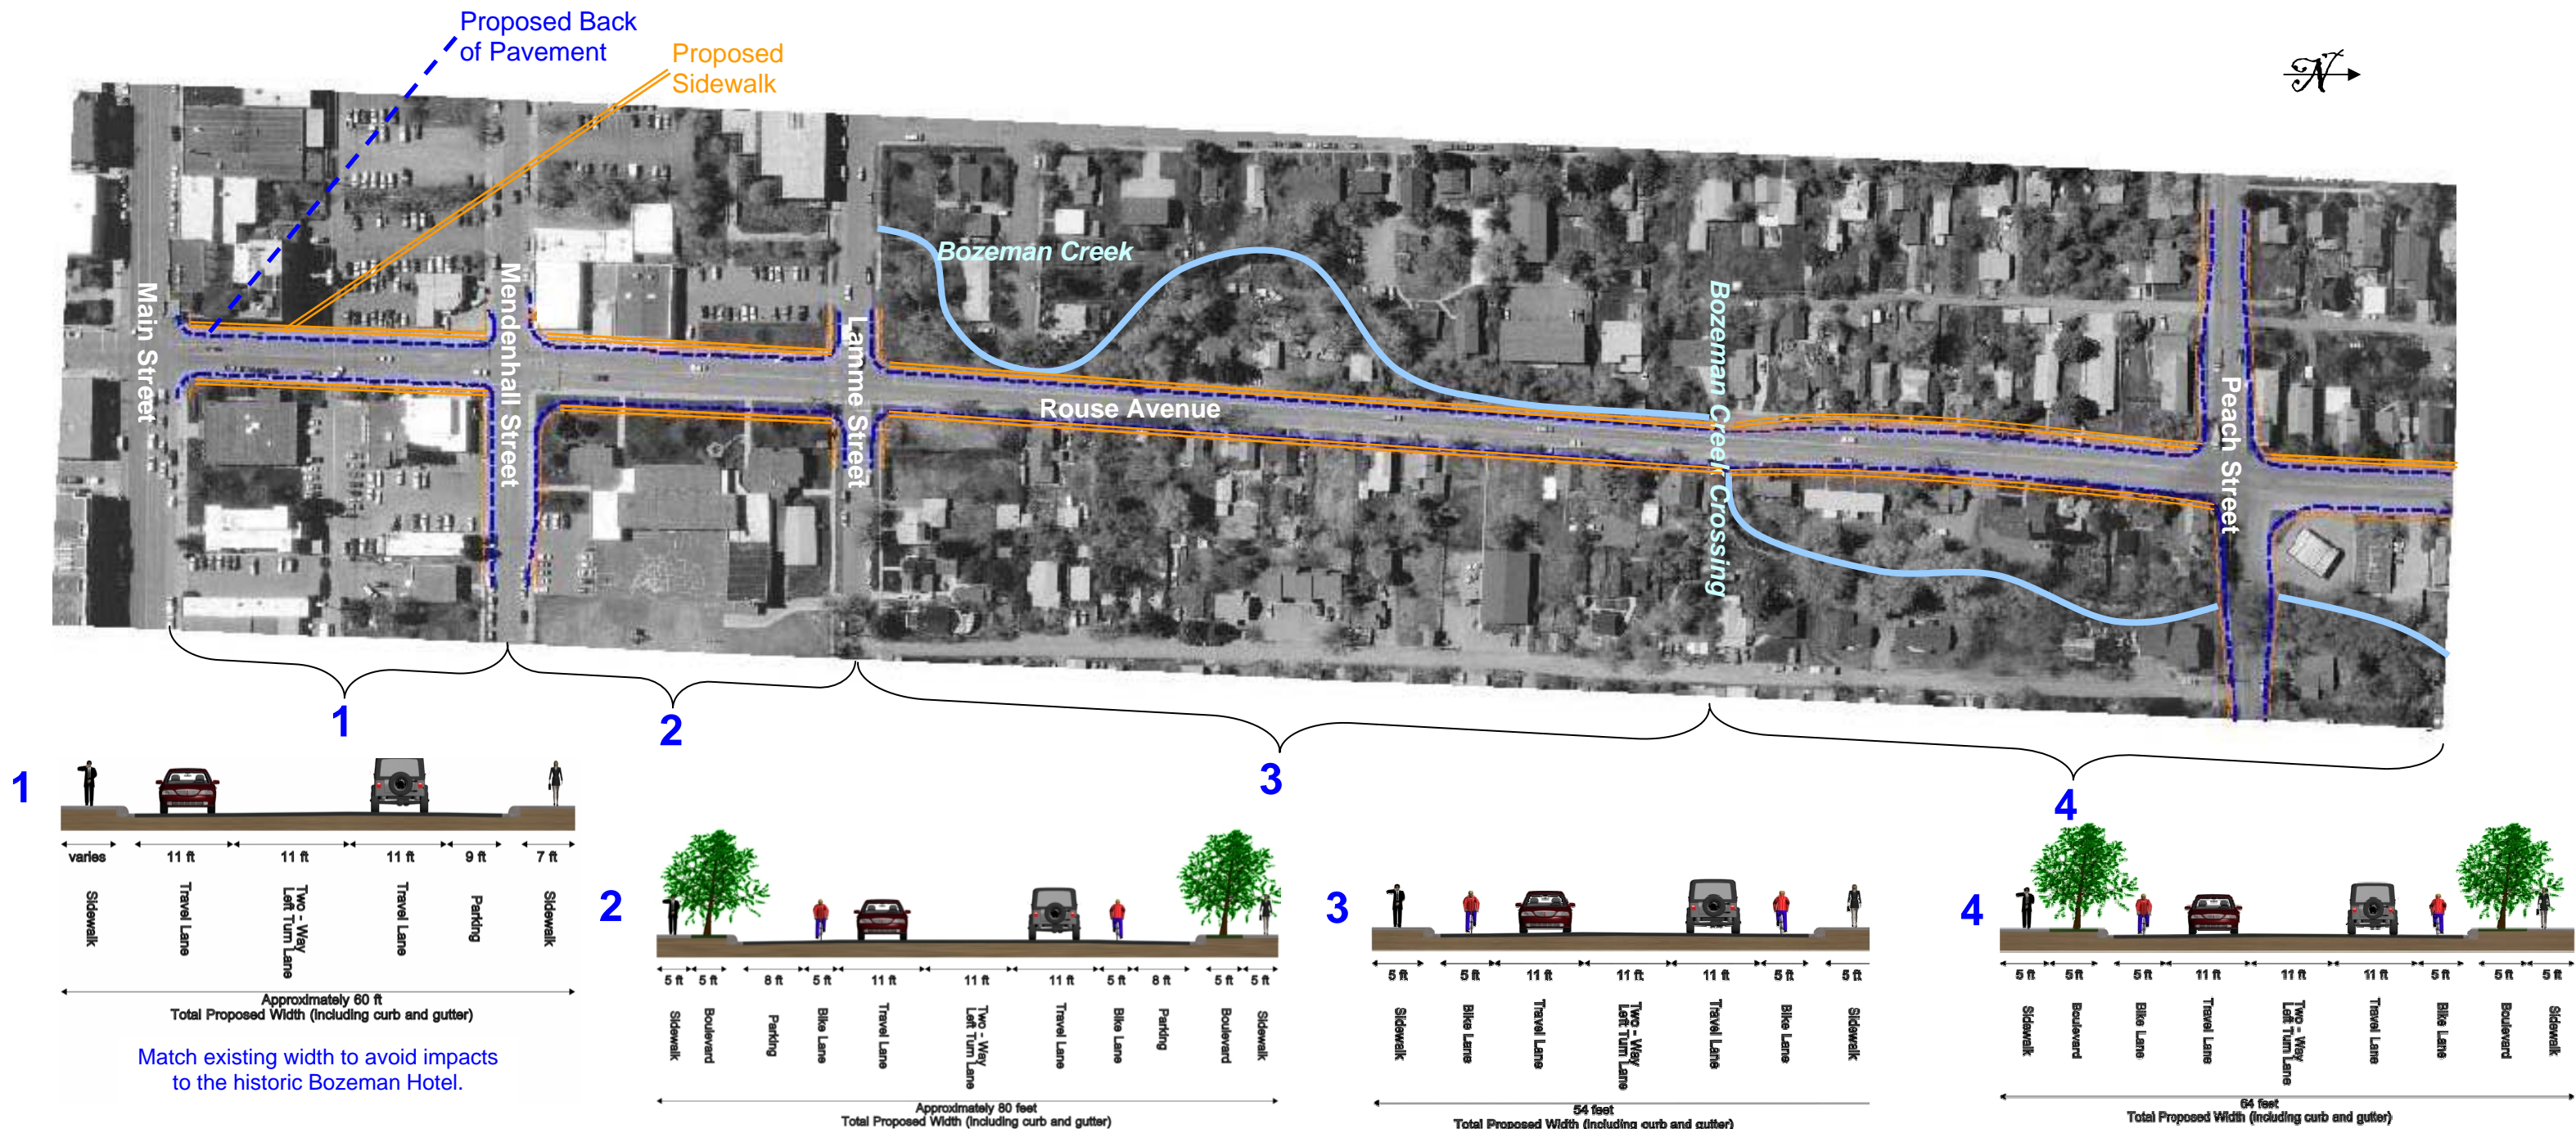 Proposed Back
of Pavement
Proposed
Sidewalk
N
Bozeman Creek
Main Street
Mendenhall Street
Lamme Street
Rouse Avenue
Bozeman Creek Crossing
Peach Street
1
2
3
4
1
varies
11 ft
11 ft
11 ft
9 ft
7 ft
Sidewalk
Travel Lane
Two - Way
Left Turn Lane
Travel Lane
Parking
Sidewalk
Approximately 60 ft
Total Proposed Width (including curb and gutter)
Match existing width to avoid impacts
to the historic Bozeman Hotel.
2
5 ft
5 ft
8 ft
5 ft
11 ft
11 ft
11 ft
5 ft
8 ft
5 ft
5 ft
Sidewalk
Boulevard
Parking
Bike Lane
Travel Lane
Two - Way
Left Turn Lane
Travel Lane
Bike Lane
Parking
Boulevard
Sidewalk
Approximately 80 feet
Total Proposed Width (including curb and gutter)
3
5 ft
5 ft
11 ft
11 ft
11 ft
5 ft
5 ft
Sidewalk
Bike Lane
Travel Lane
Two - Way
Left Turn Lane
Travel Lane
Bike Lane
Sidewalk
54 feet
Total Proposed Width (including curb and gutter)
4
5 ft
5 ft
5 ft
11 ft
11 ft
11 ft
5 ft
5 ft
5 ft
Sidewalk
Boulevard
Bike Lane
Travel Lane
Two - Way
Left Turn Lane
Travel Lane
Bike Lane
Boulevard
Sidewalk
64 feet
Total Proposed Width (including curb and gutter)